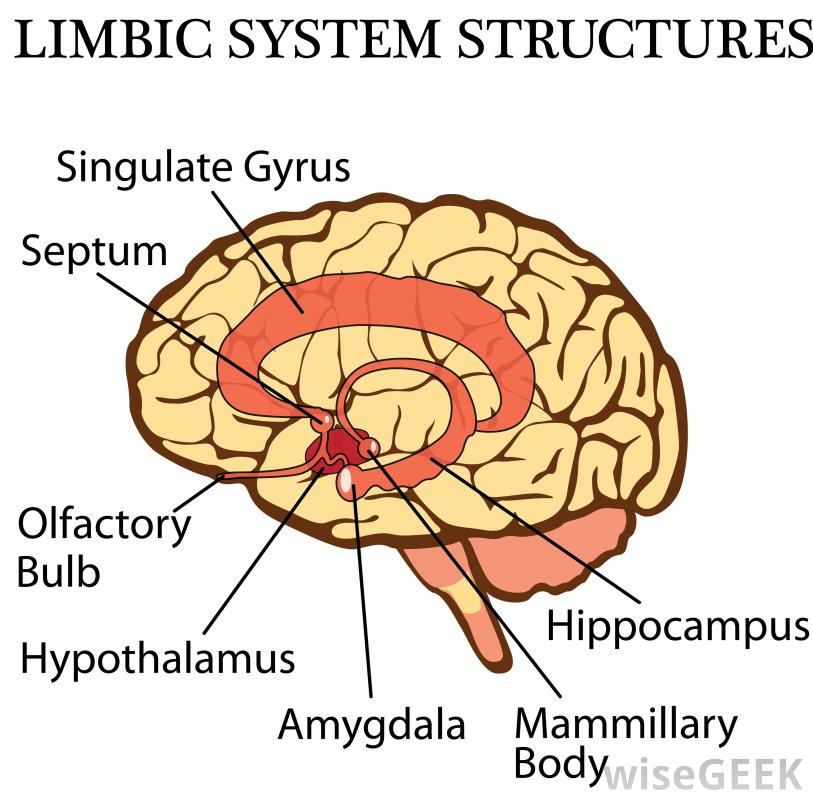 LIMBIC SYSTEM STRUCTURES
Singulate Gyrus
Septum
Olfactory
Bulb
Hypothalamus
Amygdala
Mammillary
Body
Hippocampus
wiseGEEK